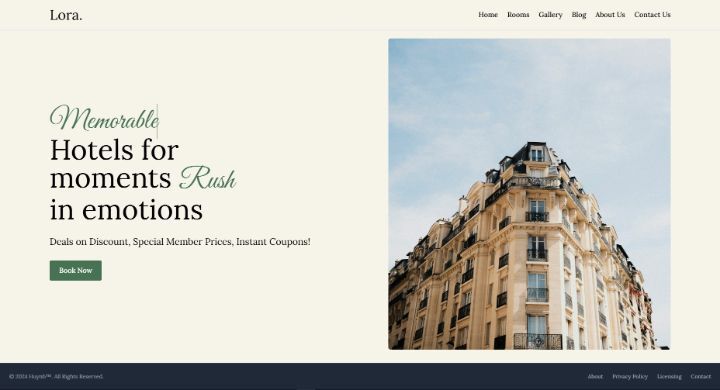 Lora.
Home Rooms Gallery Blog About Us Contact Us
Memorable
Hotels for
moments Rush
in emotions
Deals on Discount, Special Member Prices, Instant Coupons!
Book Now
© 2024 Huynh™. All Rights Reserved.
About Privacy Policy Licensing Contact